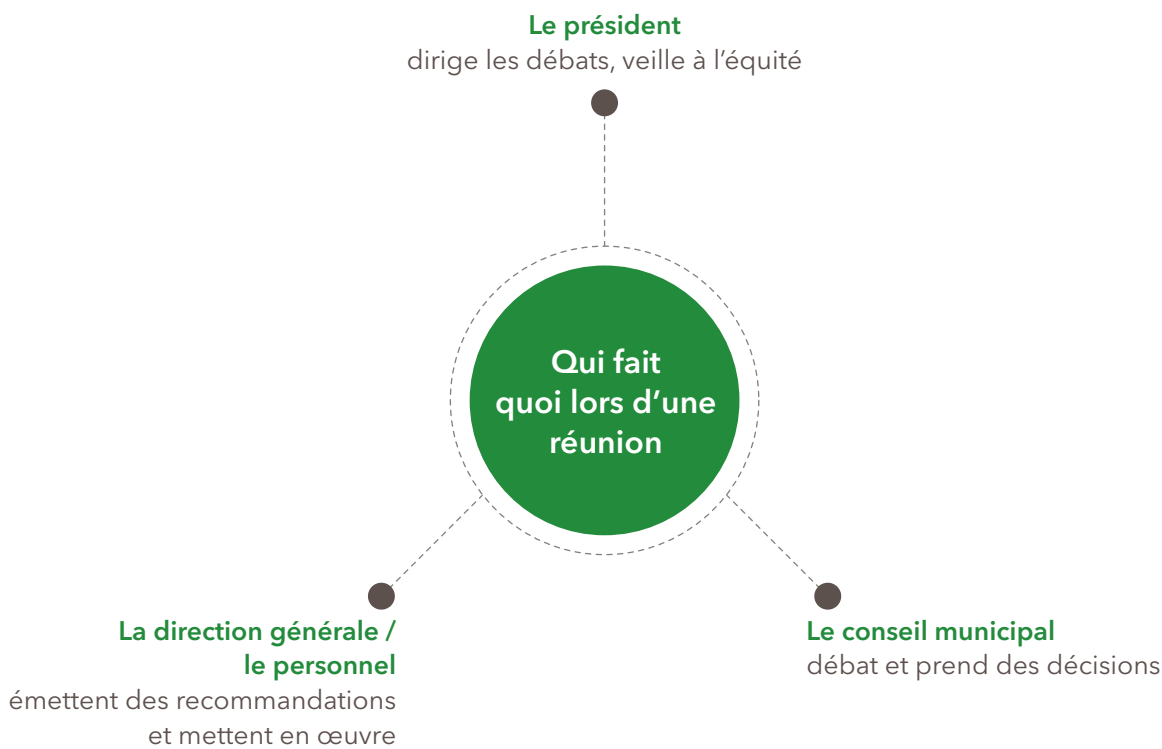 Le président
dirige les débats, veille à l’équité
Qui fait
quoi lors d’une
réunion
La direction générale /
le personnel
émettent des recommandations
et mettent en œuvre
Le conseil municipal
débat et prend des décisions